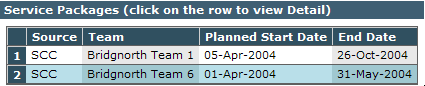 Service Packages (click on the row to view Detail)
Source Team Planned Start Date End Date
1 SCC Bridgnorth Team 1 05-Apr-2004 26-Oct-2004
2 SCC Bridgnorth Team 6 01-Apr-2004 31-May-2004